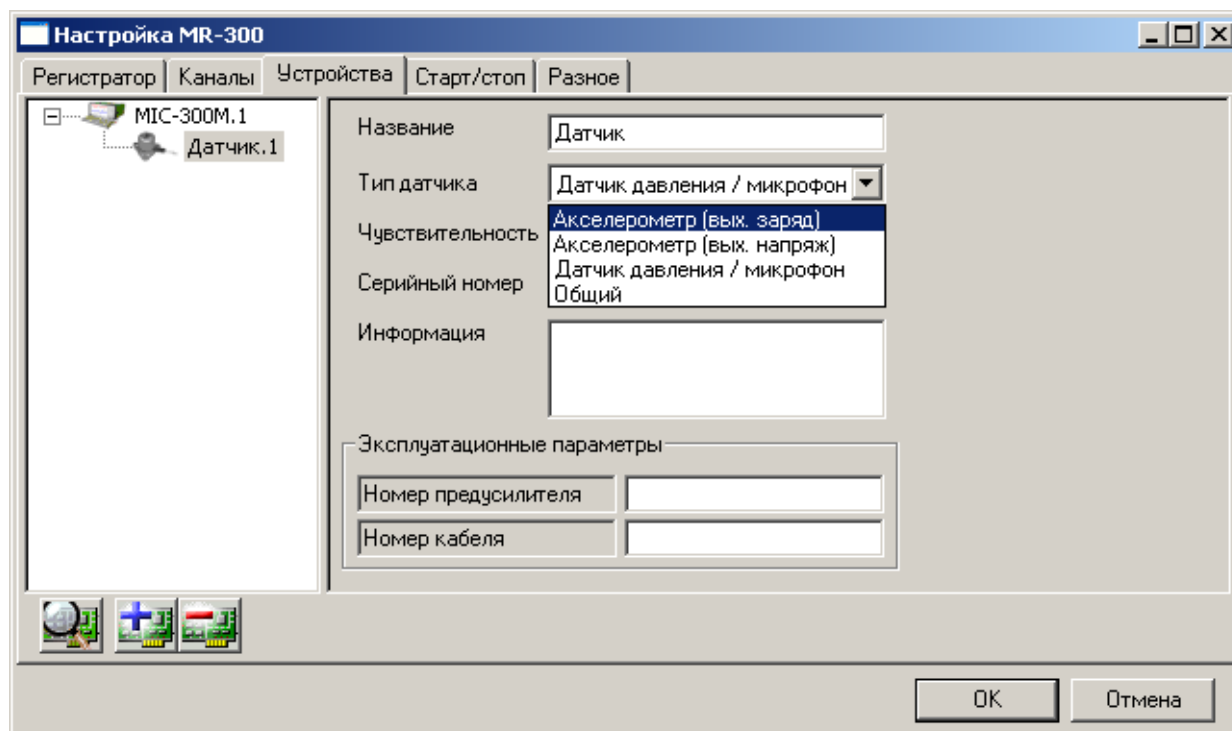 Настройка MR-300
Регистратор Каналы Устройства Старт/стоп Разное
MIC-300M.1
Датчик.1
Название Датчик
Тип датчика Датчик давления / микрофон
Акселерометр (вых. заряд)
Чувствительность Акселерометр (вых. напряж)
Датчик давления / микрофон
Серийный номер Общий
Информация
Эксплуатационные параметры
Номер предусилителя
Номер кабеля
OK Отмена